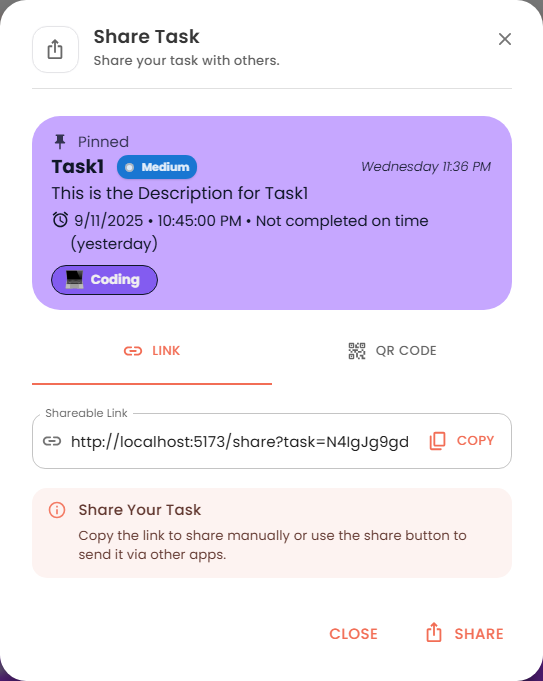 Share Task
Share your task with others.
Pinned
Task1
Medium
Wednesday 11:36 PM
This is the Description for Task1
9/11/2025 • 10:45:00 PM • Not completed on time
(yesterday)
Coding
LINK
QR CODE
Shareable Link
http://localhost:5173/share?task=N4IgJg9gd
COPY
Share Your Task
Copy the link to share manually or use the share button to
send it via other apps.
CLOSE
SHARE